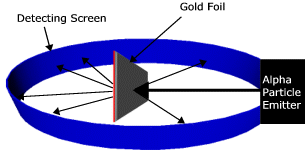 Gold Foil
Detecting Screen
Alpha
Particle
Emitter